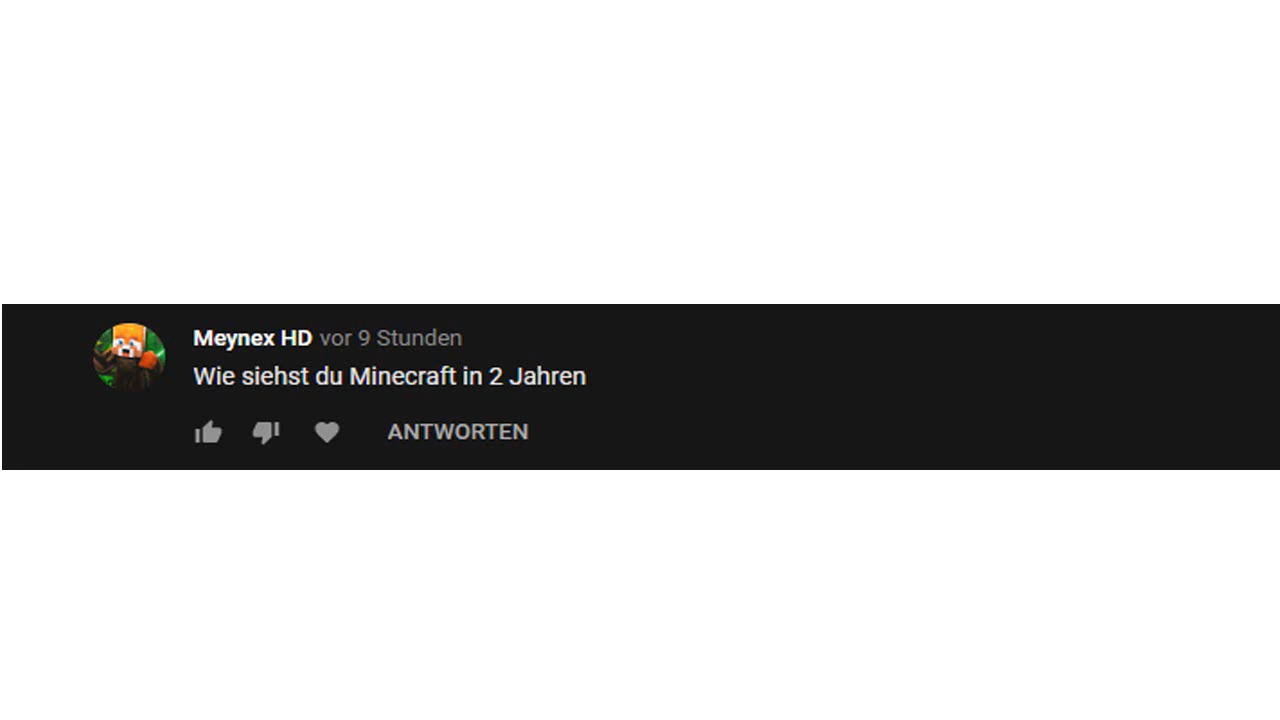 Meynex HD vor 9 Stunden
Wie siehst du Minecraft in 2 Jahren
ANTWORTEN